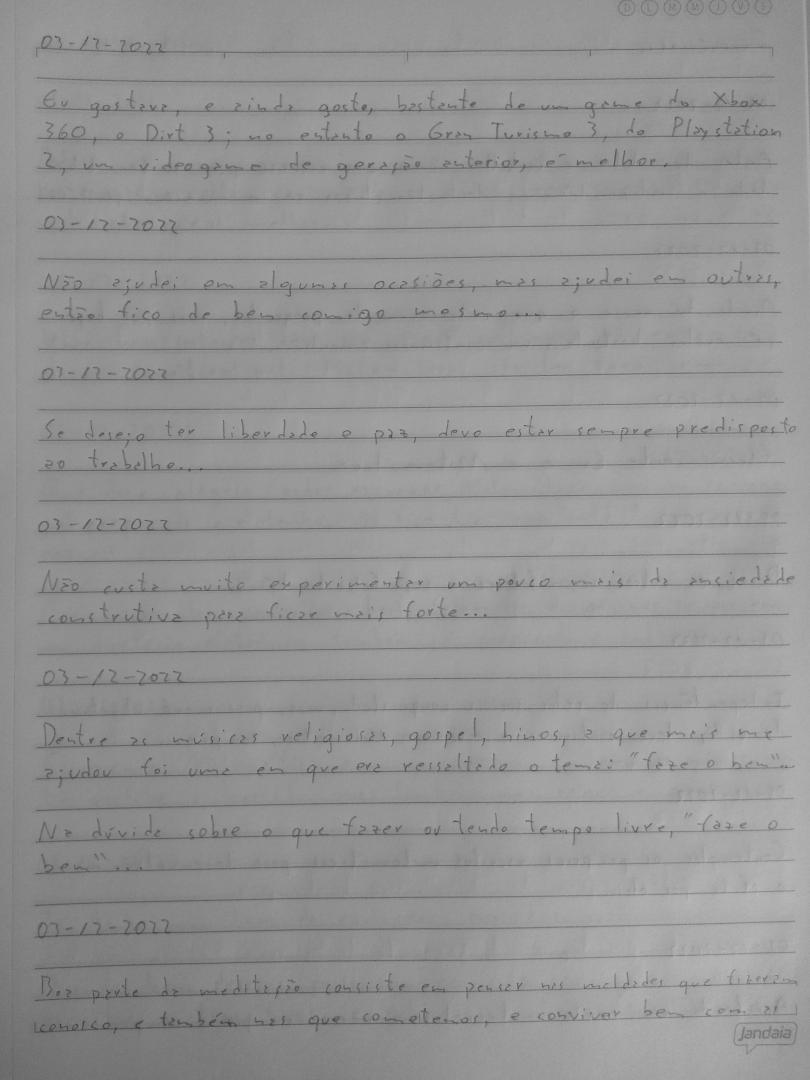 D L M M J V S
03-12-2022
Eu gostava, e ainda gosto, bastante de um game do Xbox
360, o Dirt 3; no entanto o Gran Turismo 3, do Playstation
2, um videogame de geração anterior, é melhor.
03-12-2022
Não ajudei em algumas ocasiões, mas ajudei em outras,
então fico de bem comigo mesmo...
03-12-2022
Se desejo ter liberdade e paz, devo estar sempre predisposto
ao trabalho...
03-12-2022
Não custa muito experimentar um pouco mais da ansiedade
construtiva para ficar mais forte...
03-12-2022
Dentre as músicas religiosas, gospel, hinos, a que mais me
ajudou foi uma em que era ressaltado o tema: "faze o bem"...
Na dúvida sobre o que fazer ou tendo tempo livre, "faze o
bem"...
03-12-2022
Boa parte da meditação consiste em pensar nas maldades que fizeram
conosco, e também nas que cometemos, e conviver bem com
Jandaia